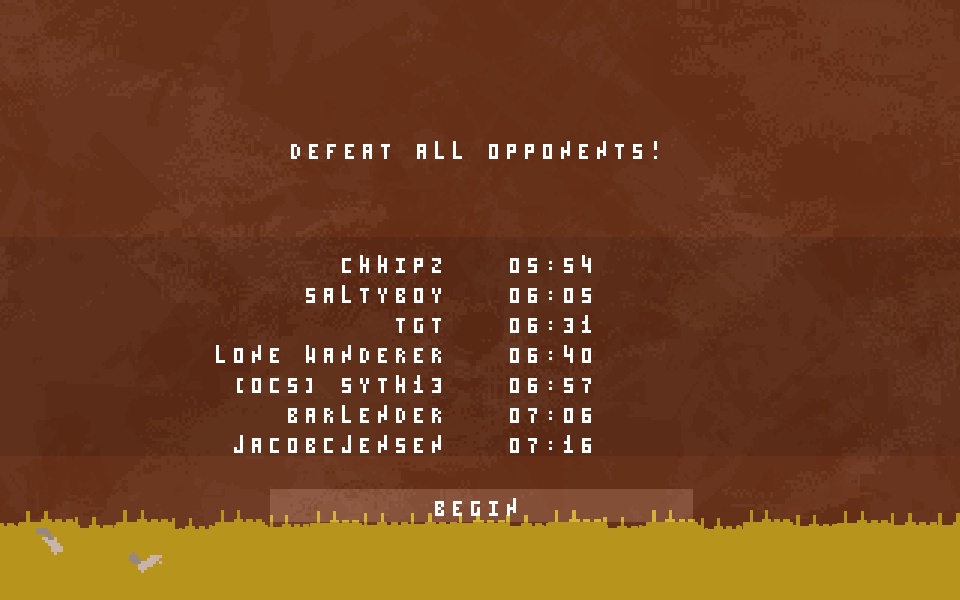 DEFEAT ALL OPPONENTS!
CHHIPZ 05:54
SALTYBOY 06:05
TGT 06:31
LONE WANDERER 06:40
[OCS] SYTH13 06:57
BARLENDER 07:06
JACOBCJENSEN 07:16
BEGIN